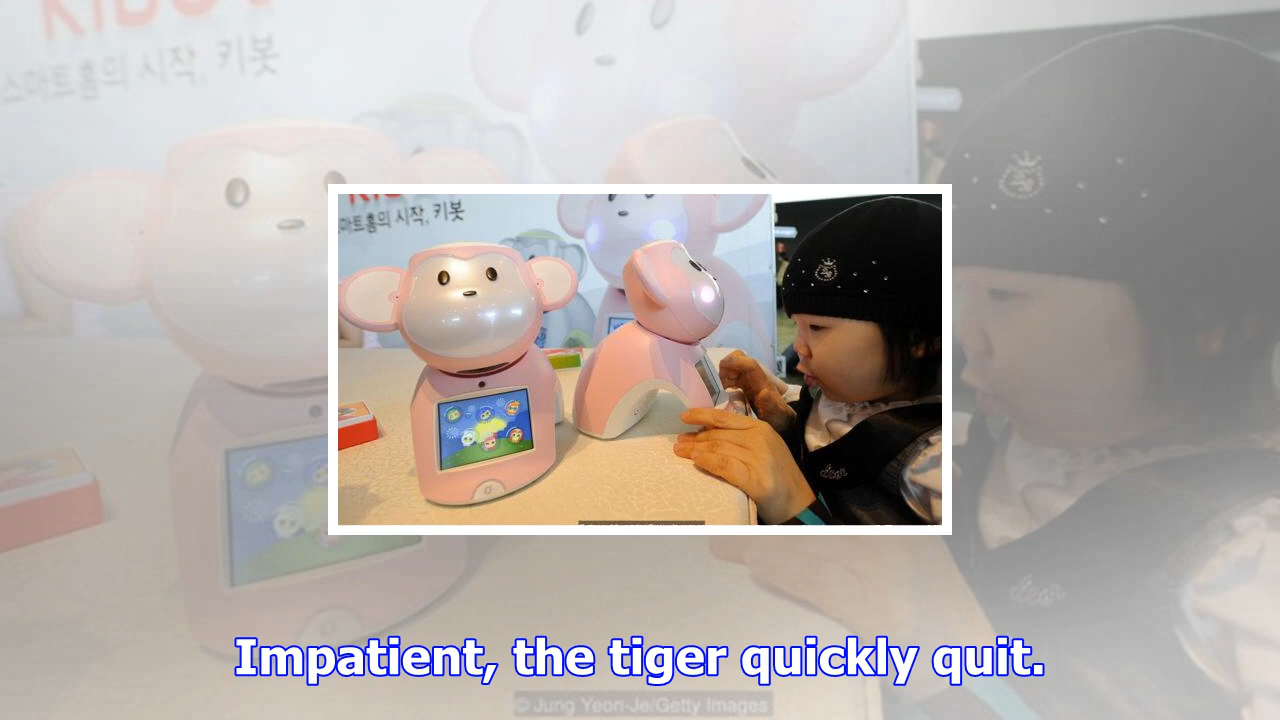 스마트홈의 시작, 키봇
스마트홈의 시작, 키봇
Impatient, the tiger quickly quit.
© Jung Yeon-Je/Getty Images